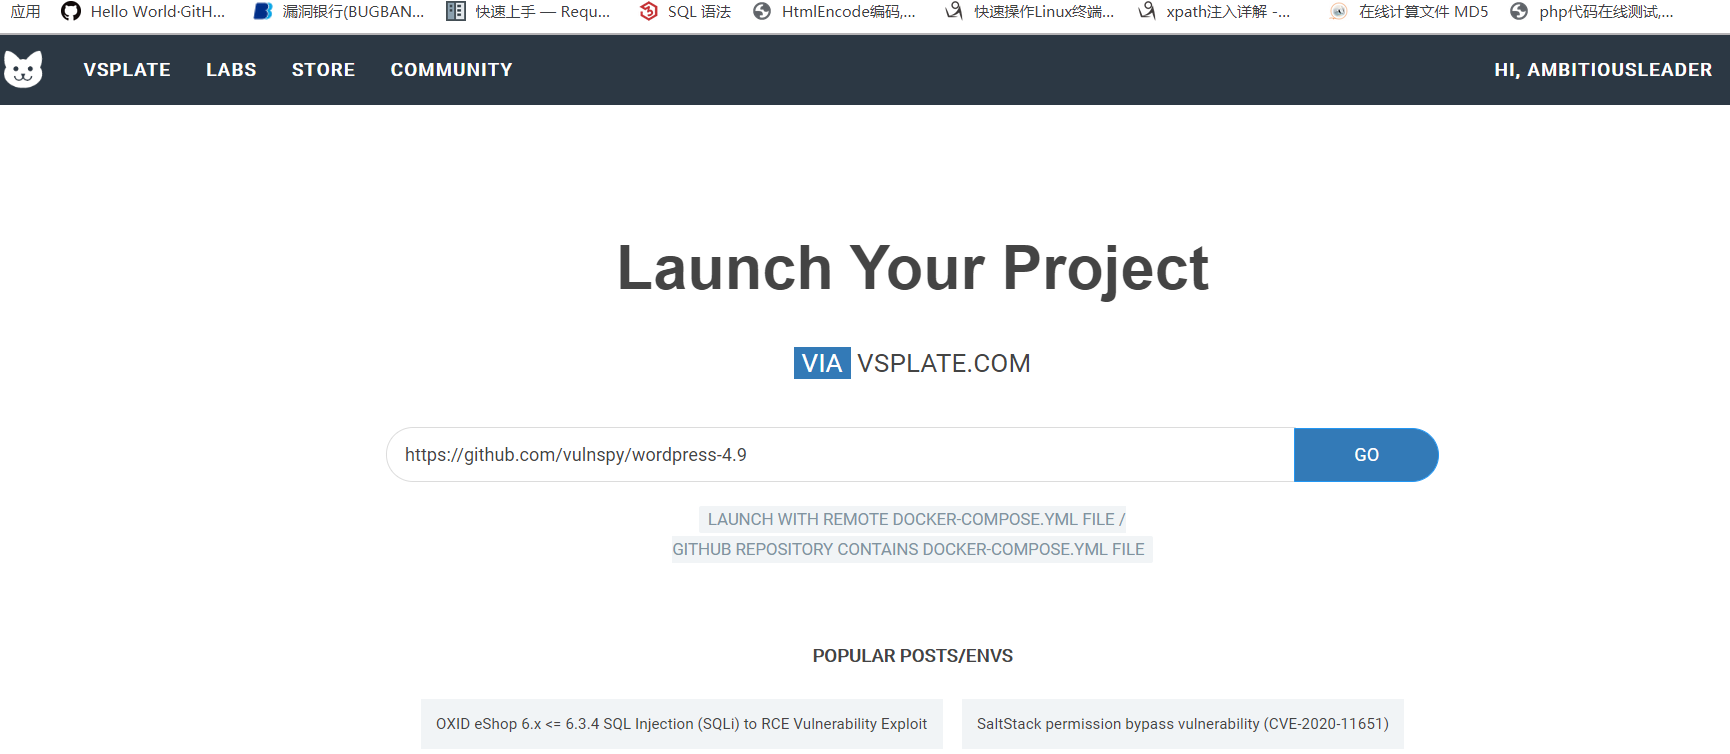 应用 Hello World·GitH... 漏洞银行(BUGBAN... 快速上手 — Requ... SQL 语法 HtmlEncode编码,... 快速操作Linux终端... xpath注入详解 -... 在线计算文件 MD5 php代码在线测试,...
VSPLATE LABS STORE COMMUNITY HI, AMBITIOUSLEADER
Launch Your Project
VIA VSPLATE.COM
https://github.com/vulnspy/wordpress-4.9 GO
LAUNCH WITH REMOTE DOCKER-COMPOSE.YML FILE /
GITHUB REPOSITORY CONTAINS DOCKER-COMPOSE.YML FILE
POPULAR POSTS/ENVS
OXID eShop 6.x <= 6.3.4 SQL Injection (SQLi) to RCE Vulnerability Exploit SaltStack permission bypass vulnerability (CVE-2020-11651)